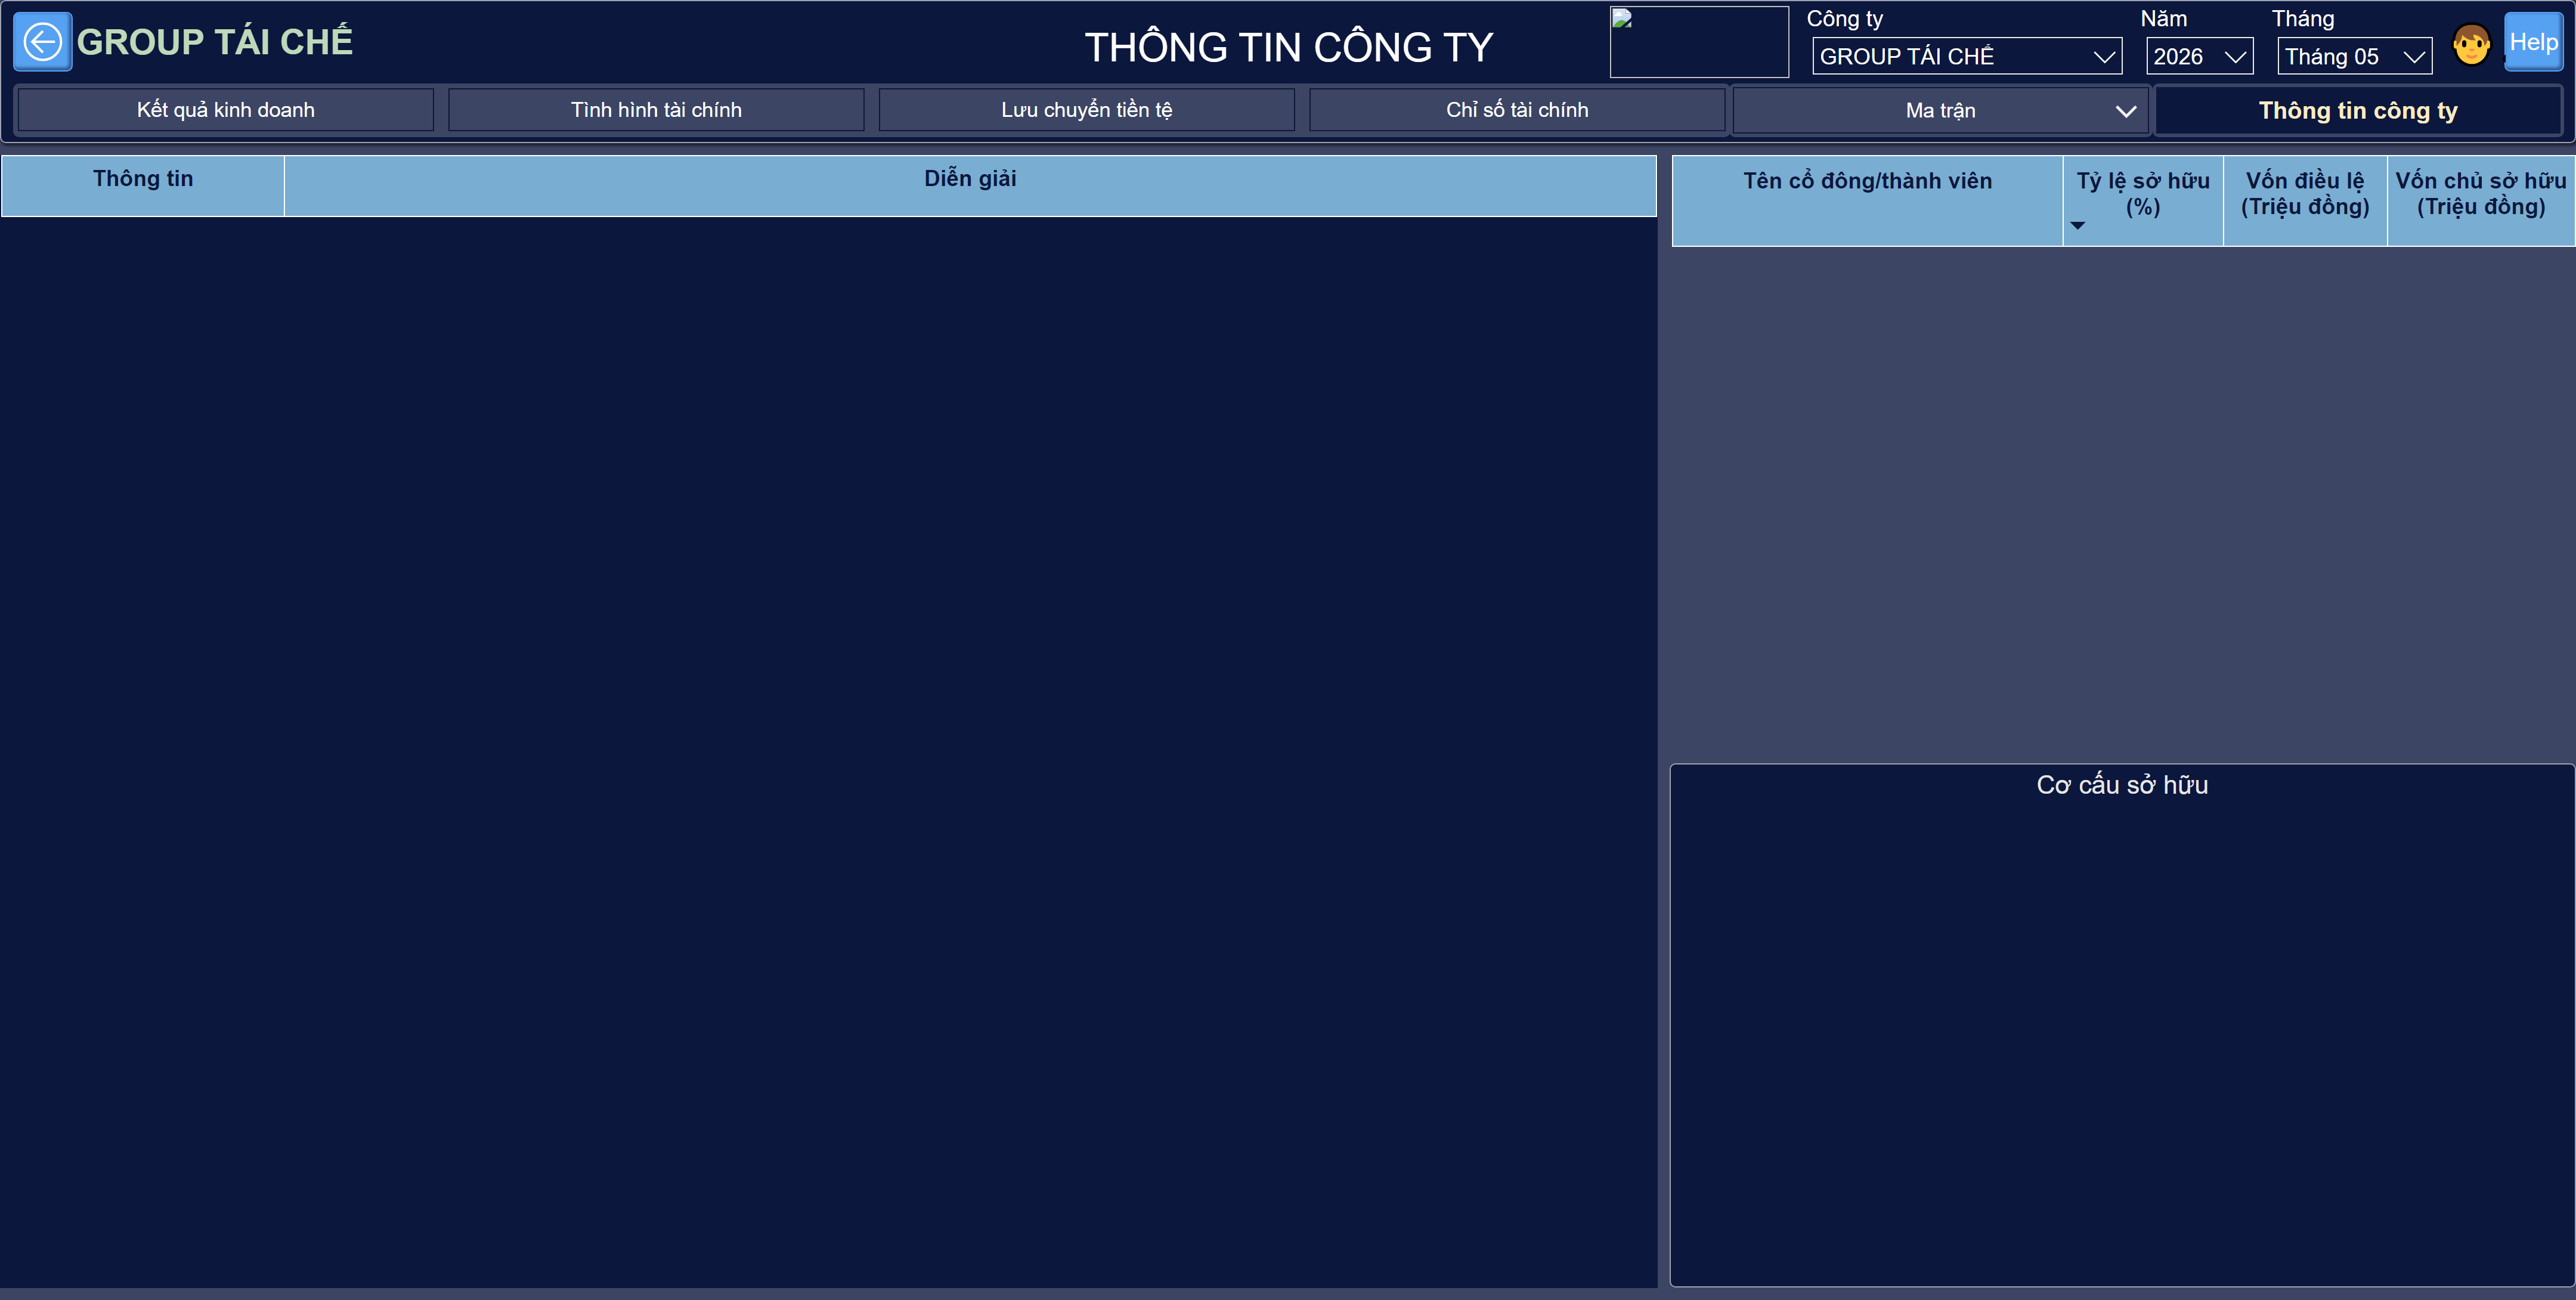 GROUP TÁI CHẾ
THÔNG TIN CÔNG TY
Công ty
Năm
Tháng
GROUP TÁI CHẾ
2026
Tháng 05
Help
Kết quả kinh doanh
Tình hình tài chính
Lưu chuyển tiền tệ
Chỉ số tài chính
Ma trận
Thông tin công ty
Thông tin
Diễn giải
Tên cổ đông/thành viên
Tỷ lệ sở hữu
(%)
Vốn điều lệ
(Triệu đồng)
Vốn chủ sở hữu
(Triệu đồng)
Cơ cấu sở hữu